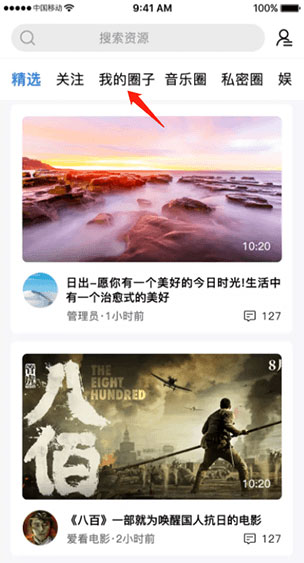 中国移动 9:41 AM 100%
搜索资源
精选 关注 我的圈子 音乐圈 私密圈 娱
10:20
日出-愿你有一个美好的今日时光!生活中
有一个治愈式的美好
管理员·1小时前 127
八佰
THE
EIGHTY
HUNDRED
8月
10:20
《八百》一部就为唤醒国人抗日的电影
爱看电影·2小时前 127